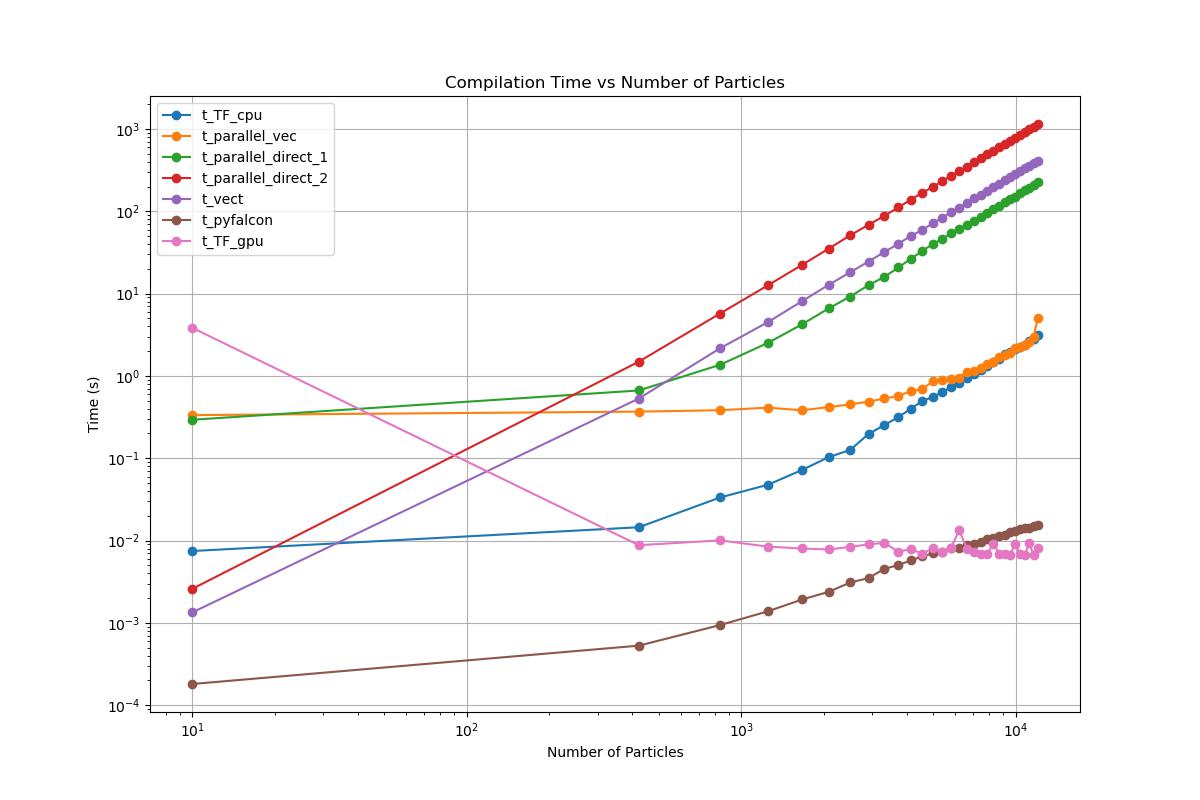 Compilation Time vs Number of Particles
t_TF_cpu
t_parallel_vec
t_parallel_direct_1
t_parallel_direct_2
t_vect
t_pyfalcon
t_TF_gpu
10³
10²
10¹
10⁰
10⁻¹
10⁻²
10⁻³
10⁻⁴
Time (s)
10¹ 10² 10³ 10⁴
Number of Particles